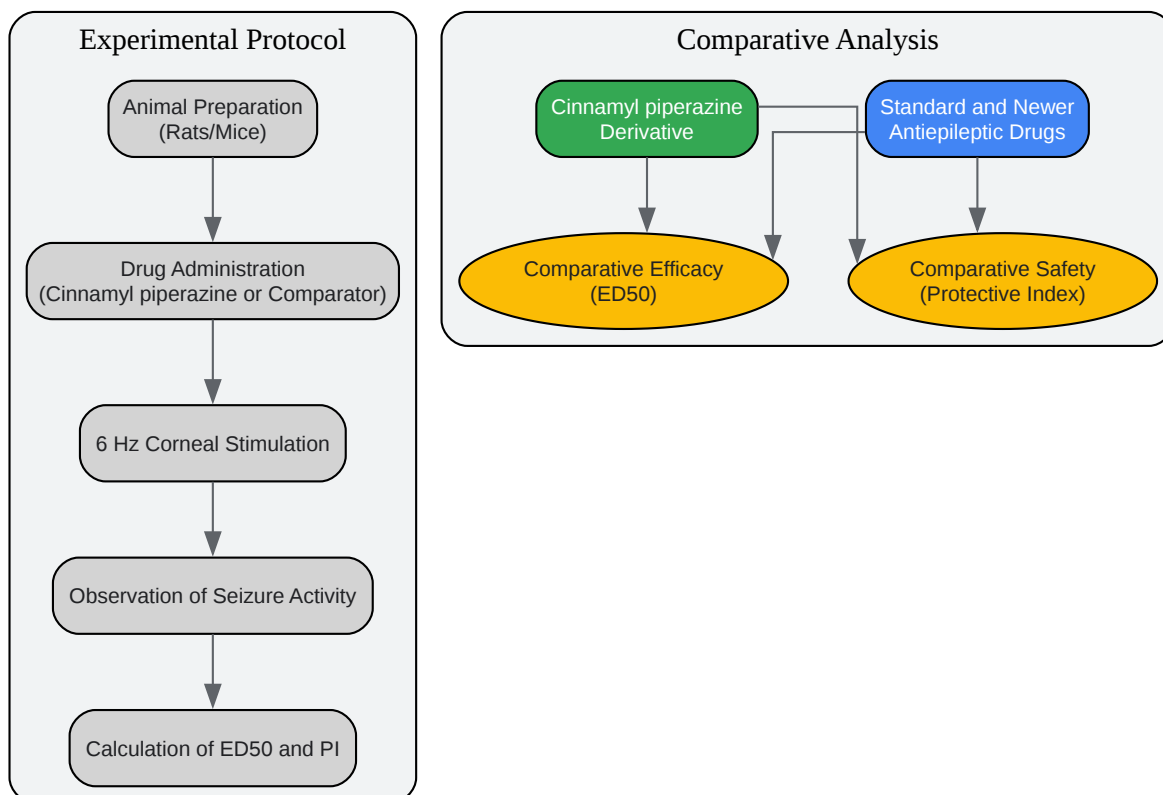 Experimental Protocol
Animal Preparation
(Rats/Mice)
Drug Administration
(Cinnamyl piperazine or Comparator)
6 Hz Corneal Stimulation
Observation of Seizure Activity
Calculation of ED50 and PI
Comparative Analysis
Cinnamyl piperazine
Derivative
Standard and Newer
Antiepileptic Drugs
Comparative Efficacy
(ED50)
Comparative Safety
(Protective Index)